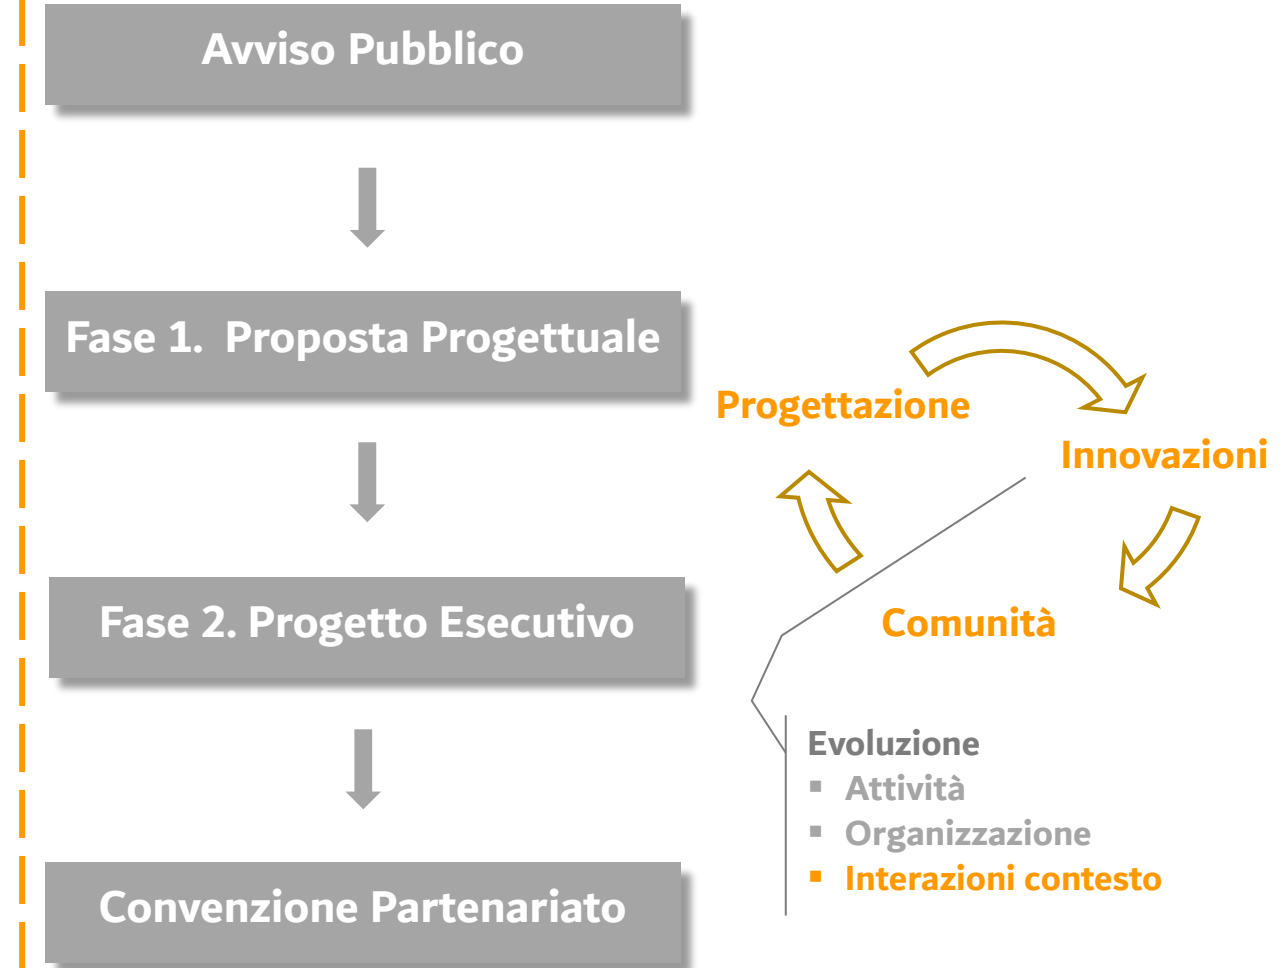 Avviso Pubblico
Fase 1.  Proposta Progettuale
Progettazione
Innovazioni
Fase 2. Progetto Esecutivo
Comunità
Evoluzione
▪ Attività
▪ Organizzazione
▪ Interazioni contesto
Convenzione Partenariato